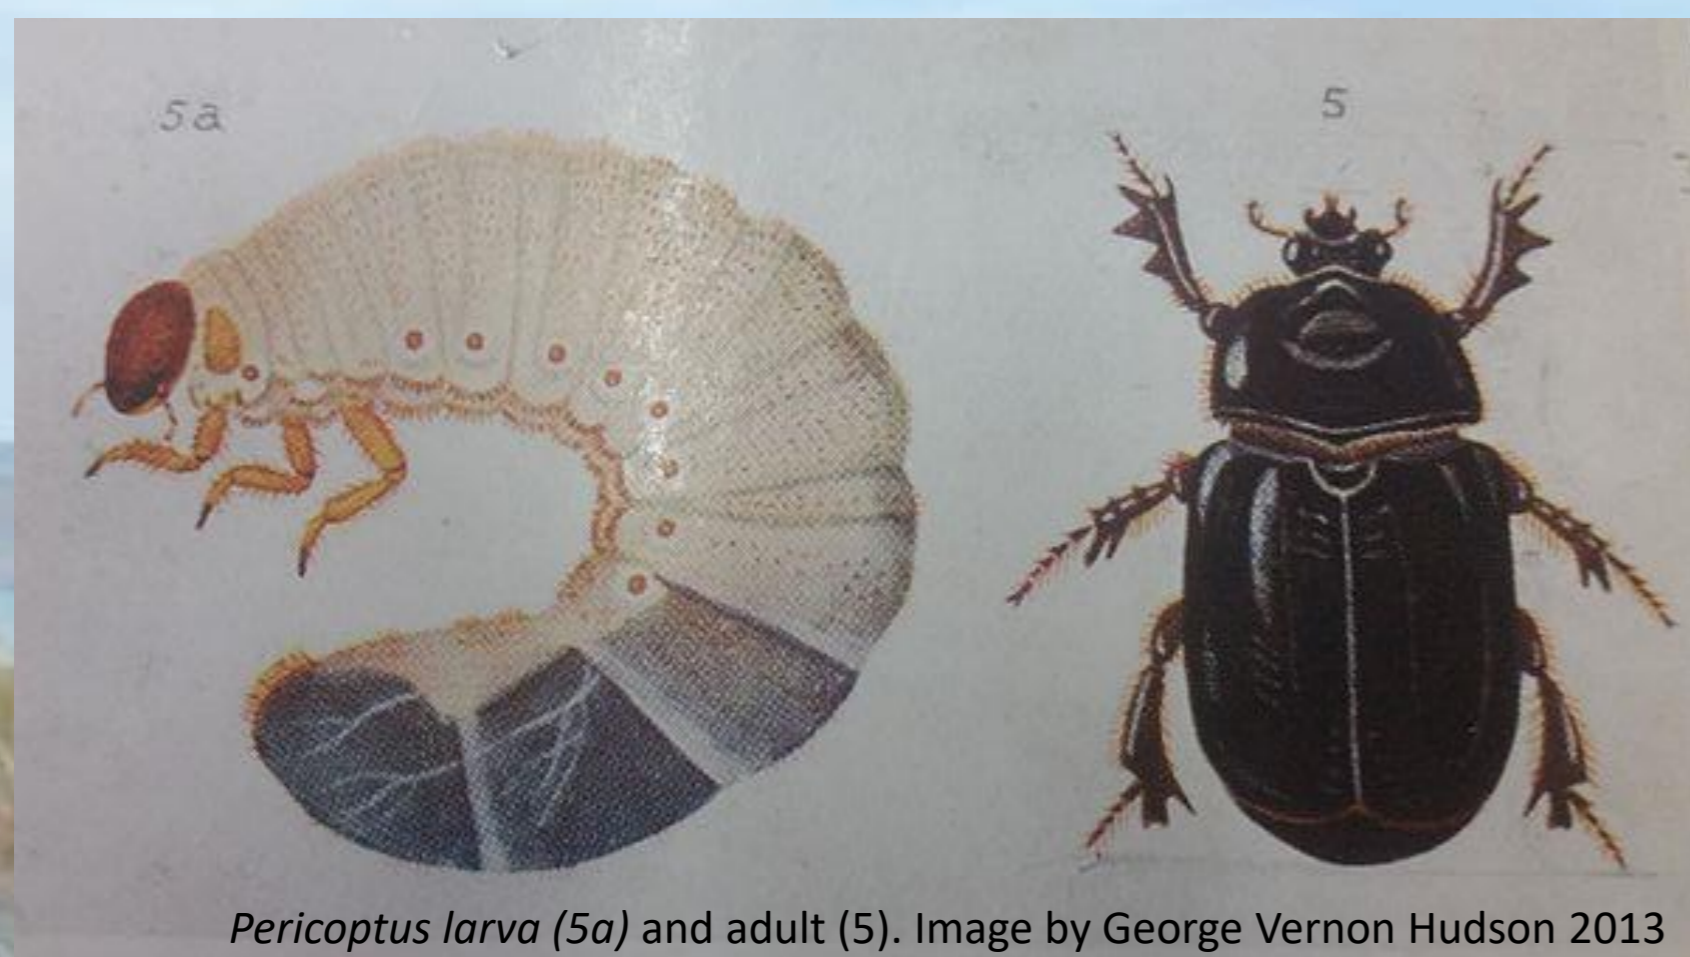 5a
5
Pericoptus larva (5a) and adult (5). Image by George Vernon Hudson 2013